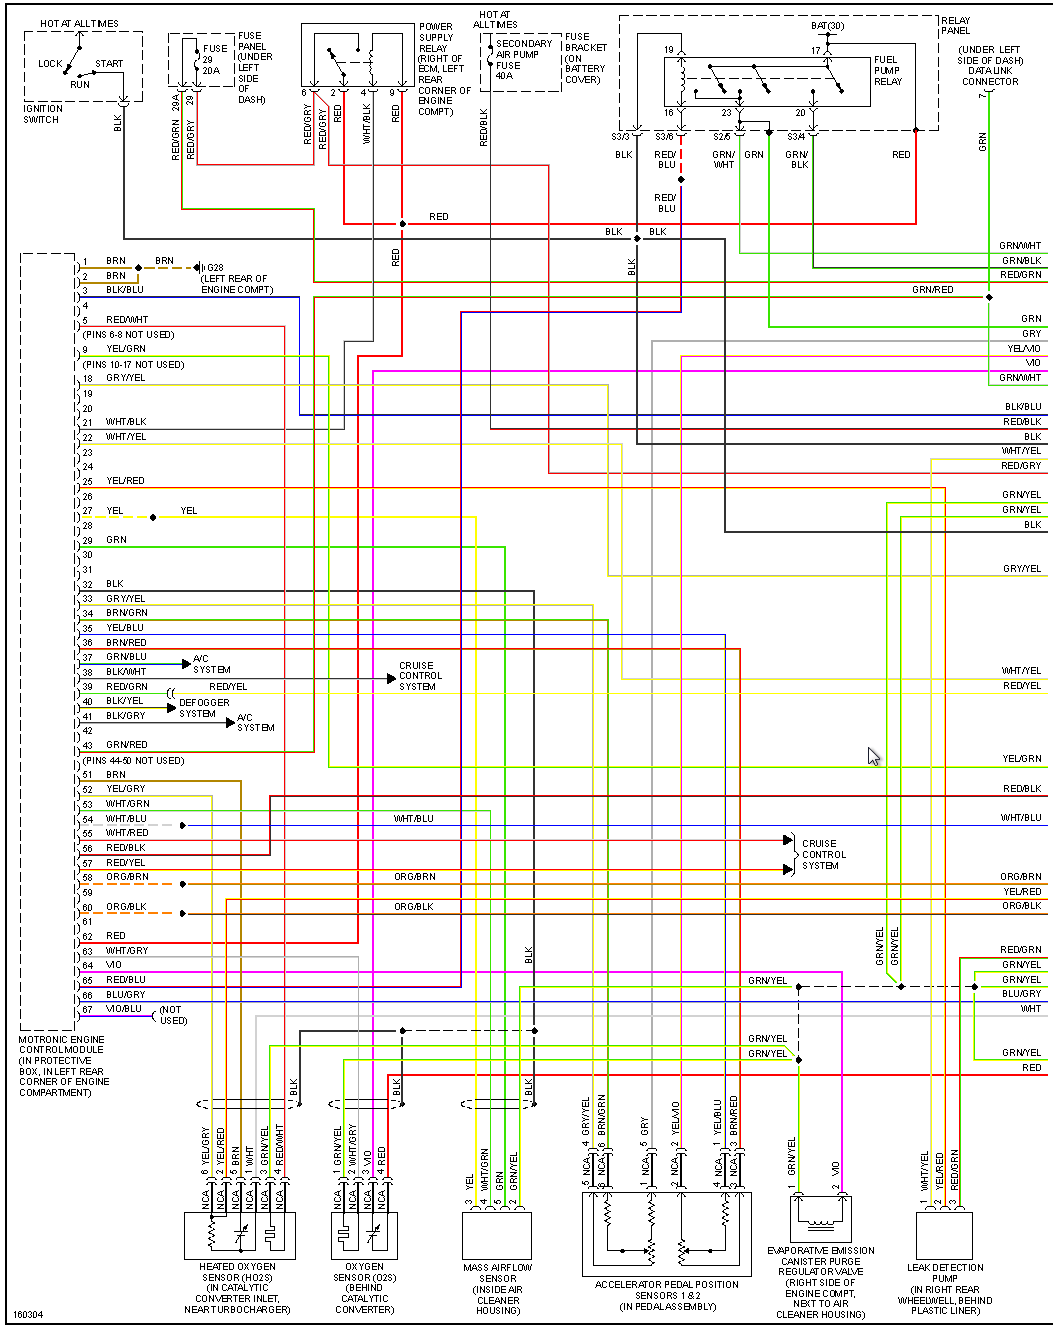 HOT AT ALL TIMES
LOCK
START
RUN
IGNITION
SWITCH
BLK
FUSE
29
20A
FUSE
PANEL
(UNDER
LEFT
SIDE
OF
DASH)
29A
29
RED/GRN
RED/GRY
POWER
SUPPLY
RELAY
(RIGHT OF
ECM, LEFT
REAR
CORNER OF
ENGINE
COMPT)
6
2
4
9
RED/GRY
RED/GRY
RED
WHT/BLK
RED
HOT AT
ALL TIMES
SECONDARY
AIR PUMP
FUSE
40A
FUSE
BRACKET
(ON
BATTERY
COVER)
RED/BLK
BAT(30)
RELAY
PANEL
(UNDER LEFT
SIDE OF DASH)
DATA LINK
CONNECTOR
19
17
FUEL
PUMP
RELAY
16
23
20
7
S3/3
S3/6
S2/5
S3/4
BLK
RED/
BLU
GRN/
WHT
GRN
GRN/
BLK
RED
GRN
RED/
BLU
RED
BLK
BLK
BLK
RED
GRN/WHT
GRN/BLK
RED/GRN
GRN/RED
GRN
GRY
YEL/VIO
VIO
GRN/WHT
BLK/BLU
RED/BLK
BLK
WHT/YEL
RED/GRY
GRN/YEL
GRN/YEL
BLK
GRY/YEL
WHT/YEL
RED/YEL
YEL/GRN
RED/BLK
WHT/BLU
ORG/BRN
YEL/RED
ORG/BLK
RED/GRN
GRN/YEL
GRN/YEL
BLU/GRY
WHT
GRN/YEL
RED
1 BRN BRN
G28
(LEFT REAR OF
ENGINE COMPT)
2 BRN
3 BLK/BLU
4
5 RED/WHT
(PINS 6-8 NOT USED)
9 YEL/GRN
(PINS 10-17 NOT USED)
18 GRY/YEL
19
20
21 WHT/BLK
22 WHT/YEL
23
24
25 YEL/RED
26
27 YEL YEL
28
29 GRN
30
31
32 BLK
33 GRY/YEL
34 BRN/GRN
35 YEL/BLU
36 BRN/RED
37 GRN/BLU
A/C
SYSTEM
38 BLK/WHT
CRUISE
CONTROL
SYSTEM
39 RED/GRN RED/YEL
40 BLK/YEL
DEFOGGER
SYSTEM
41 BLK/GRY
A/C
SYSTEM
42
43 GRN/RED
(PINS 44-50 NOT USED)
51 BRN
52 YEL/GRY
53 WHT/GRN
54 WHT/BLU WHT/BLU
55 WHT/RED
56 RED/BLK
57 RED/YEL
CRUISE
CONTROL
SYSTEM
58 ORG/BRN ORG/BRN
59
60 ORG/BLK ORG/BLK
61
62 RED
63 WHT/GRY
64 VIO
65 RED/BLU
66 BLU/GRY
67 VIO/BLU (NOT
USED)
MOTRONIC ENGINE
CONTROL MODULE
(IN PROTECTIVE
BOX, IN LEFT REAR
CORNER OF ENGINE
COMPARTMENT)
BLK
GRN/YEL
GRN/YEL
GRN/YEL
GRN/YEL
GRN/YEL
BLK
BLK
BLK
6 YEL/GRY
2 YEL/RED
5 BRN
1 WHT
3 GRN/YEL
4 RED/WHT
NCA
NCA
NCA
NCA
NCA
NCA
HEATED OXYGEN
SENSOR (HO2S)
(IN CATALYTIC
CONVERTER INLET,
NEAR TURBOCHARGER)
1 GRN/YEL
2 WHT/GRY
3 VIO
4 RED
NCA
NCA
NCA
NCA
OXYGEN
SENSOR (O2S)
(BEHIND
CATALYTIC
CONVERTER)
3 YEL
4 WHT/GRN
5 GRN
2 GRN/YEL
MASS AIRFLOW
SENSOR
(INSIDE AIR
CLEANER
HOUSING)
4 GRY/YEL
6 BRN/GRN
5 GRY
2 YEL/VIO
1 YEL/BLU
3 BRN/RED
5 NCA
6 NCA
1 NCA
2 NCA
4 NCA
3 NCA
ACCELERATOR PEDAL POSITION
SENSORS 1 & 2
(IN PEDAL ASSEMBLY)
1 GRN/YEL
2 VIO
EVAPORATIVE EMISSION
CANISTER PURGE
REGULATOR VALVE
(RIGHT SIDE OF
ENGINE COMPT,
NEXT TO AIR
CLEANER HOUSING)
1 WHT/YEL
2 YEL/RED
3 RED/GRN
LEAK DETECTION
PUMP
(IN RIGHT REAR
WHEELWELL, BEHIND
PLASTIC LINER)
160304